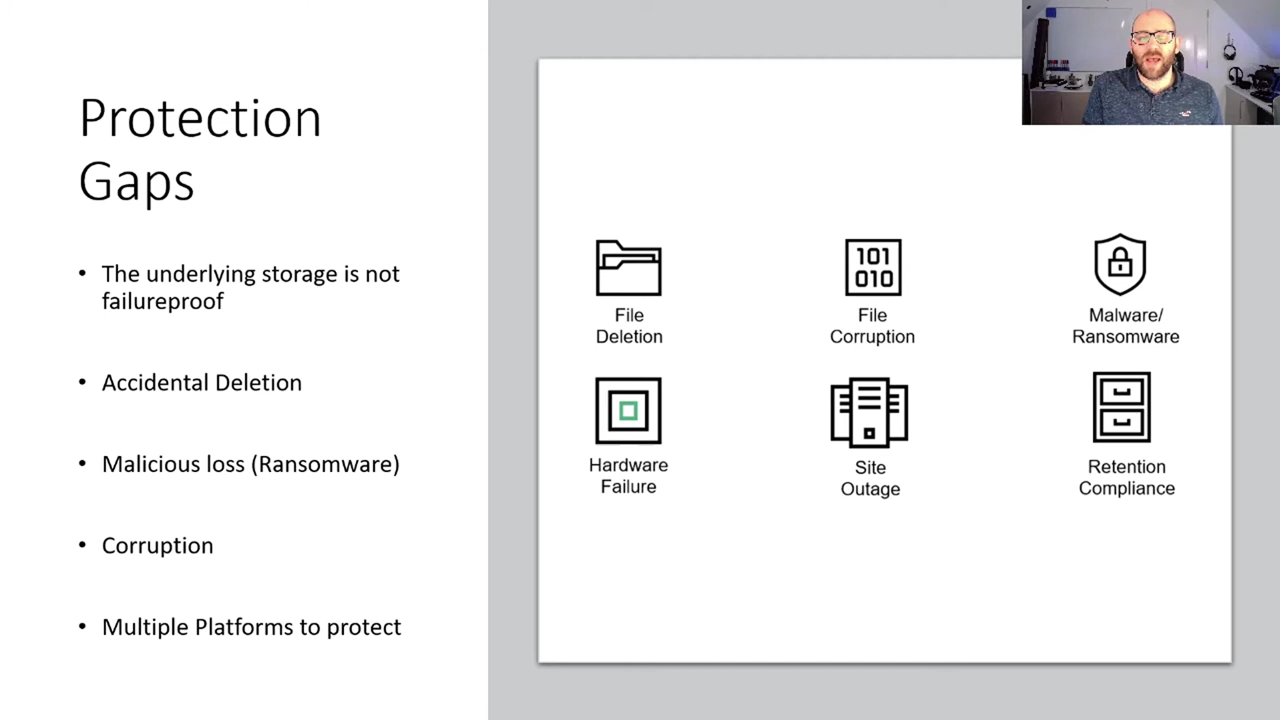 Protection
Gaps
• The underlying storage is not
failureproof
• Accidental Deletion
• Malicious loss (Ransomware)
• Corruption
• Multiple Platforms to protect
File
Deletion
101
010
File
Corruption
Malware/
Ransomware
Hardware
Failure
Site
Outage
Retention
Compliance